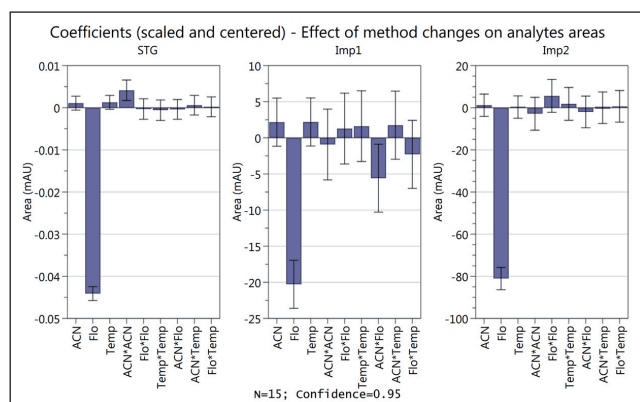 Coefficients (scaled and centered) - Effect of method changes on analytes areas
STG
Imp1
Imp2
Area (mAU)
0.01
0
-0.01
-0.02
-0.03
-0.04
-0.05
ACN
Flo
Temp
ACN*ACN
Flo*Flo
Temp*Temp
ACN*Flo
ACN*Temp
Flo*Temp
Area (mAU)
10
5
0
-5
-10
-15
-20
-25
ACN
Flo
Temp
ACN*ACN
Flo*Flo
Temp*Temp
ACN*Flo
ACN*Temp
Flo*Temp
Area (mAU)
20
0
-20
-40
-60
-80
-100
ACN
Flo
Temp
ACN*ACN
Flo*Flo
Temp*Temp
ACN*Flo
ACN*Temp
Flo*Temp
N=15; Confidence=0.95